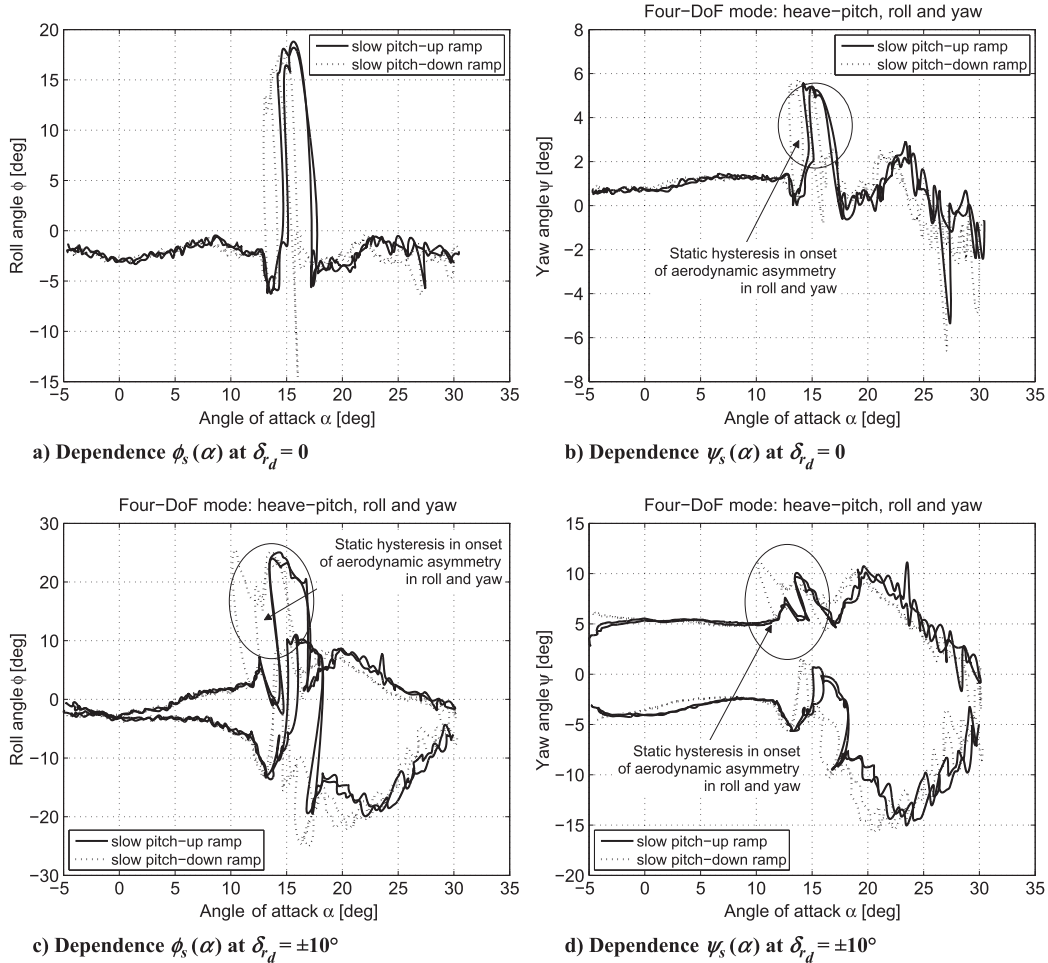 Four−DoF mode: heave−pitch, roll and yaw
20
15
10
5
0
−5
−10
−15
Roll angle ϕ [deg]
slow pitch−up ramp
slow pitch−down ramp
−5 0 5 10 15 20 25 30 35
Angle of attack α [deg]
a) Dependence ϕs(α) at δrd = 0
8
6
4
2
0
−2
−4
−6
−8
Yaw angle ψ [deg]
slow pitch−up ramp
slow pitch−down ramp
Static hysteresis in onset
of aerodynamic asymmetry
in roll and yaw
−5 0 5 10 15 20 25 30 35
Angle of attack α [deg]
b) Dependence ψs(α) at δrd = 0
Four−DoF mode: heave−pitch, roll and yaw
30
20
10
0
−10
−20
−30
Roll angle ϕ [deg]
Static hysteresis in onset
of aerodynamic asymmetry
in roll and yaw
slow pitch−up ramp
slow pitch−down ramp
−5 0 5 10 15 20 25 30 35
Angle of attack α [deg]
c) Dependence ϕs(α) at δrd = ±10°
Four−DoF mode: heave−pitch, roll and yaw
15
10
5
0
−5
−10
−15
−20
Yaw angle ψ [deg]
Static hysteresis in onset
of aerodynamic asymmetry
in roll and yaw
slow pitch−up ramp
slow pitch−down ramp
−5 0 5 10 15 20 25 30 35
Angle of attack α [deg]
d) Dependence ψs(α) at δrd = ±10°